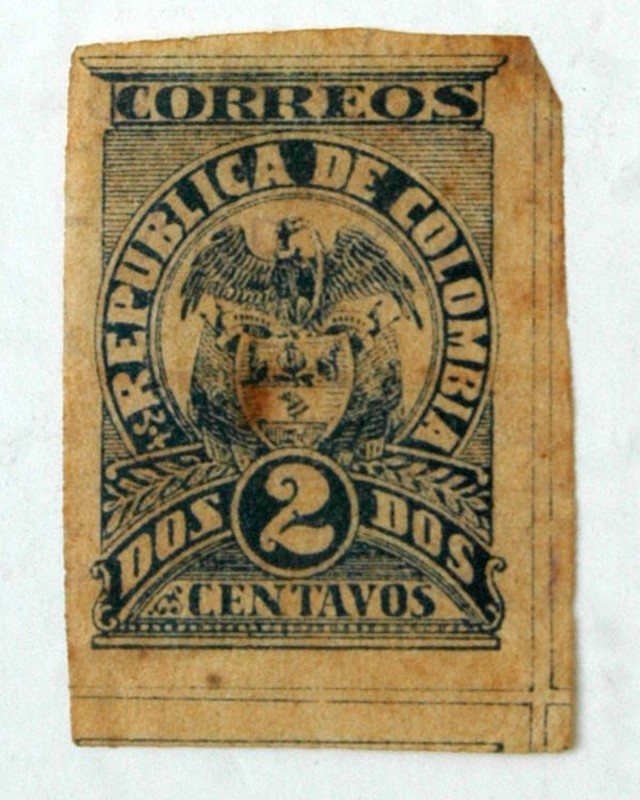 CORREOS
REPUBLICA DE COLOMBIA
DOS 2 DOS
CENTAVOS